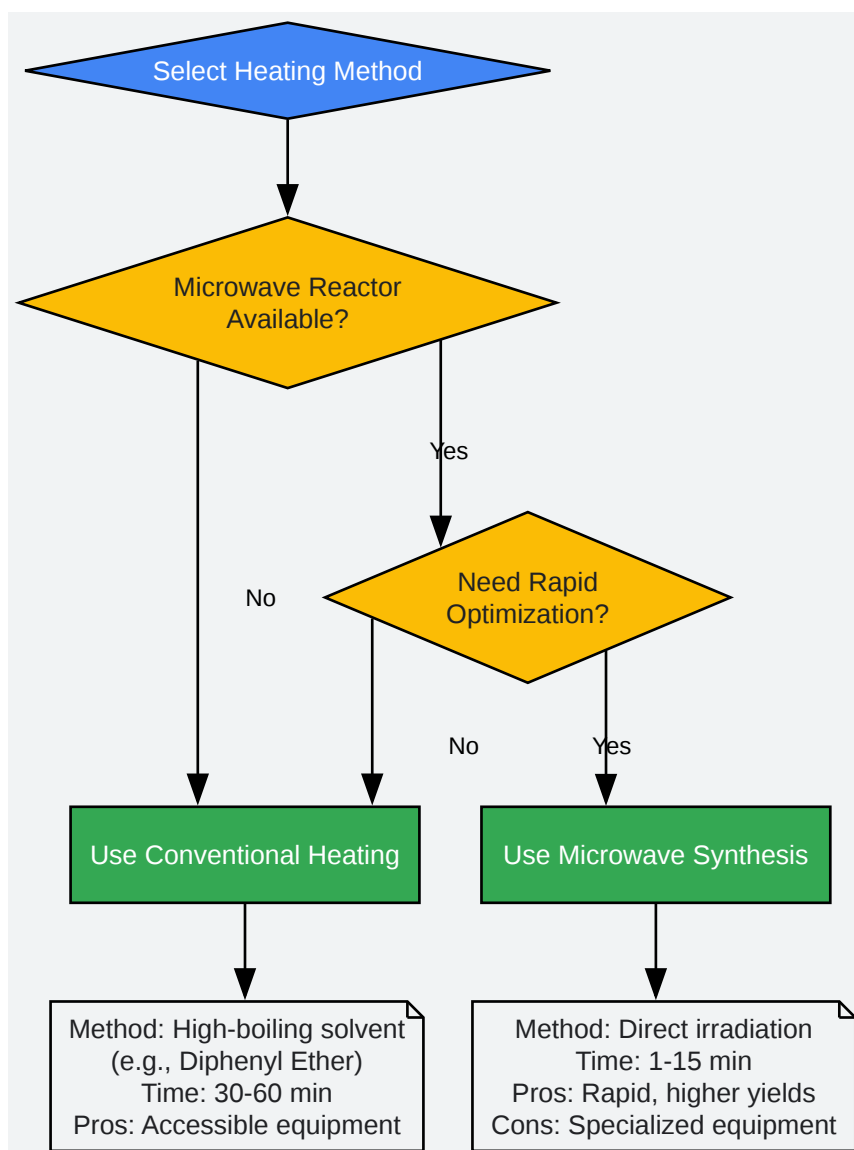 Select Heating Method
Microwave Reactor
Available?
Yes
Need Rapid
Optimization?
No
No
Yes
Use Conventional Heating
Use Microwave Synthesis
Method: High-boiling solvent
(e.g., Diphenyl Ether)
Time: 30-60 min
Pros: Accessible equipment
Method: Direct irradiation
Time: 1-15 min
Pros: Rapid, higher yields
Cons: Specialized equipment